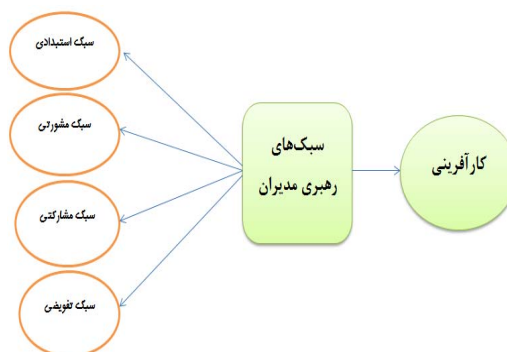 سبک استبدادی
سبک مشورتی
سبک مشارکتی
سبک تفویضی
سبک‌های
رهبری مدیران
کارآفرینی